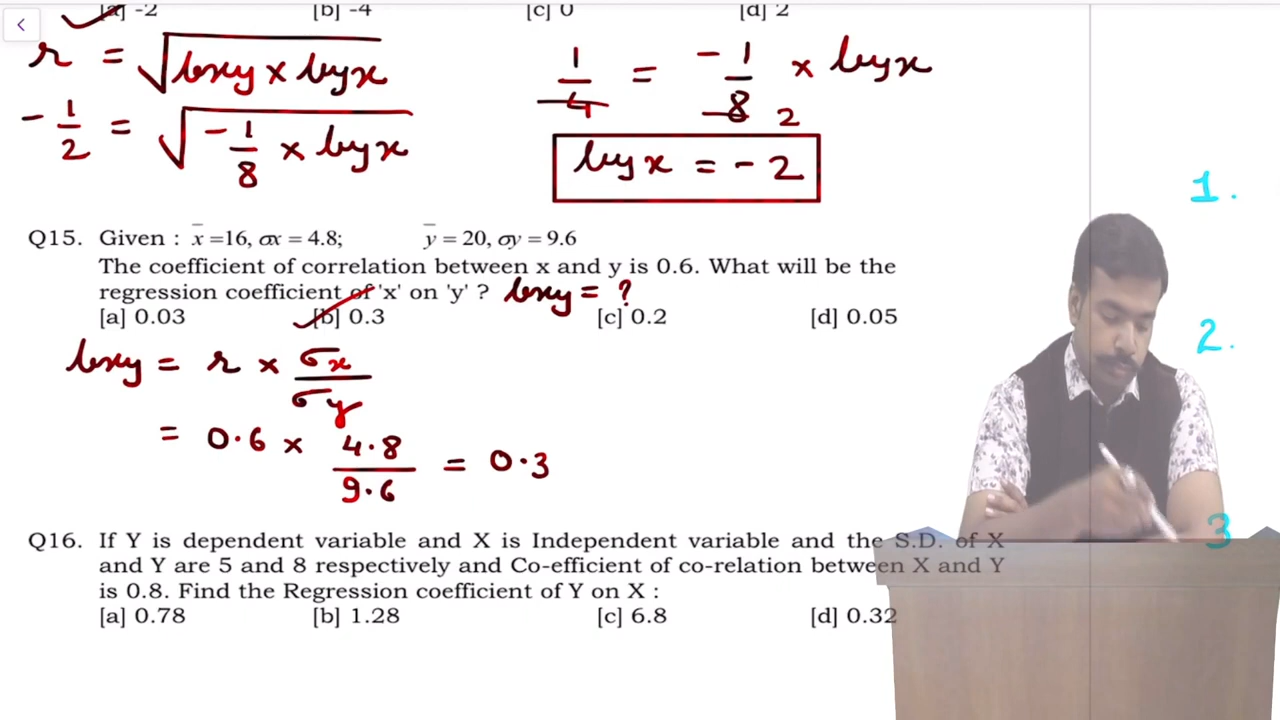 [a] -2 [b] -4 [c] 0 [d] 2
r = √bxy × byx
1/4 = -1/8 × byx
-1/2 = √-1/8 × byx
2
byx = -2
1.
Q15. Given : x̄ =16, σx = 4.8; ȳ = 20, σy = 9.6
The coefficient of correlation between x and y is 0.6. What will be the
regression coefficient of 'x' on 'y' ? bxy = ?
[a] 0.03 [b] 0.3 [c] 0.2 [d] 0.05
2.
bxy = r × σx/σy
= 0.6 × 4.8/9.6 = 0.3
3
Q16. If Y is dependent variable and X is Independent variable and the S.D. of X
and Y are 5 and 8 respectively and Co-efficient of co-relation between X and Y
is 0.8. Find the Regression coefficient of Y on X :
[a] 0.78 [b] 1.28 [c] 6.8 [d] 0.32